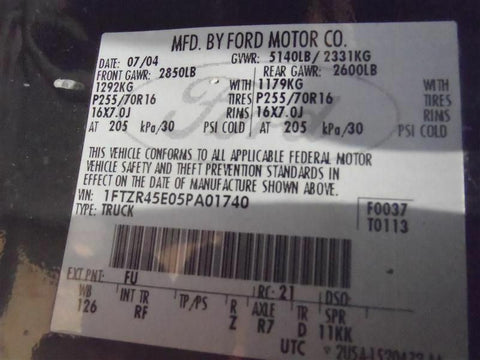 MFD. BY FORD MOTOR CO.
DATE: 07/04 GVWR: 5140LB/ 2331KG
FRONT GAWR: 2850LB REAR GAWR: 2600LB
1292KG WITH 1179KG WITH
P255/70R16 TIRES P255/70R16 TIRES
16X7.0J RIMS 16X7.0J RIMS
AT 205 kPa/30 PSI COLD AT 205 kPa/30 PSI COLD
THIS VEHICLE CONFORMS TO ALL APPLICABLE FEDERAL MOTOR
VEHICLE SAFETY AND THEFT PREVENTION STANDARDS IN
EFFECT ON THE DATE OF MANUFACTURE SHOWN ABOVE.
VIN: 1FTZR45E05PA01740 F0037
TYPE: TRUCK T0113
EXT PNT: FU RC: 21 DSO:
WB INT TR TP/PS R AXLE TR SPR
126 RF Z R7 D 11KK
UTC
Ford